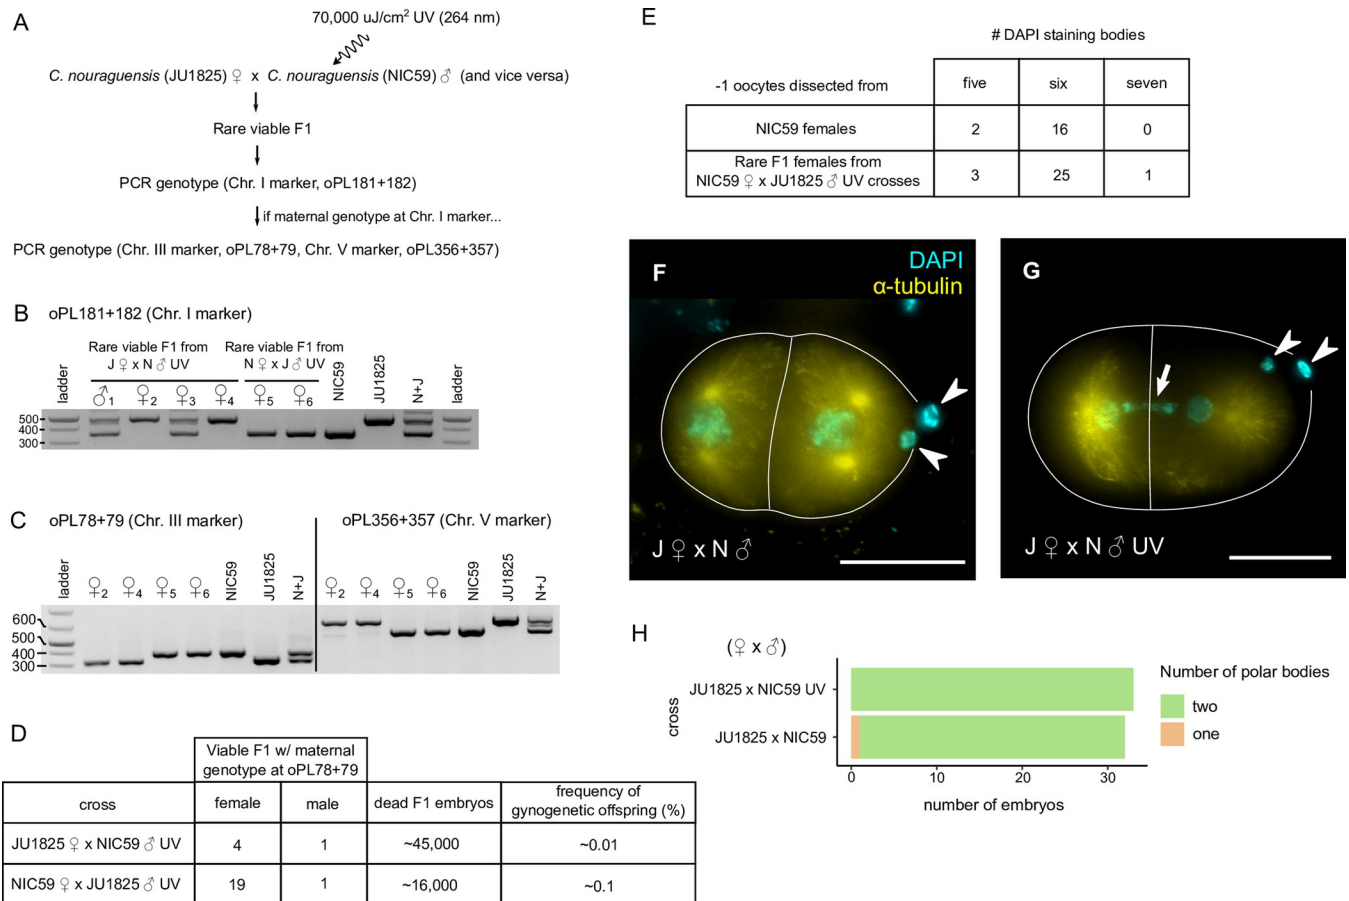 A
70,000 uJ/cm² UV (264 nm)
C. nouraguensis (JU1825) ♀ x C. nouraguensis (NIC59) ♂ (and vice versa)
Rare viable F1
PCR genotype (Chr. I marker, oPL181+182)
if maternal genotype at Chr. I marker...
PCR genotype (Chr. III marker, oPL78+79, Chr. V marker, oPL356+357)
B oPL181+182 (Chr. I marker)
ladder
Rare viable F1 from
J ♀ x N ♂ UV
Rare viable F1 from
N ♀ x J ♂ UV
NIC59
JU1825
N+J
ladder
♂1 ♀2 ♀3 ♀4 ♀5 ♀6
500
400
300
C oPL78+79 (Chr. III marker)
oPL356+357 (Chr. V marker)
ladder ♀2 ♀4 ♀5 ♀6 NIC59 JU1825 N+J
♀2 ♀4 ♀5 ♀6 NIC59 JU1825 N+J
600
500
400
300
D
Viable F1 w/ maternal
genotype at oPL78+79
cross female male dead F1 embryos frequency of
gynogenetic offspring (%)
JU1825 ♀ x NIC59 ♂ UV 4 1 ~45,000 ~0.01
NIC59 ♀ x JU1825 ♂ UV 19 1 ~16,000 ~0.1
E
# DAPI staining bodies
-1 oocytes dissected from five six seven
NIC59 females 2 16 0
Rare F1 females from
NIC59 ♀ x JU1825 ♂ UV crosses 3 25 1
F
DAPI
α-tubulin
J ♀ x N ♂
G
J ♀ x N ♂ UV
H
(♀ x ♂)
cross
JU1825 x NIC59 UV
JU1825 x NIC59
0 10 20 30
number of embryos
Number of polar bodies
two
one